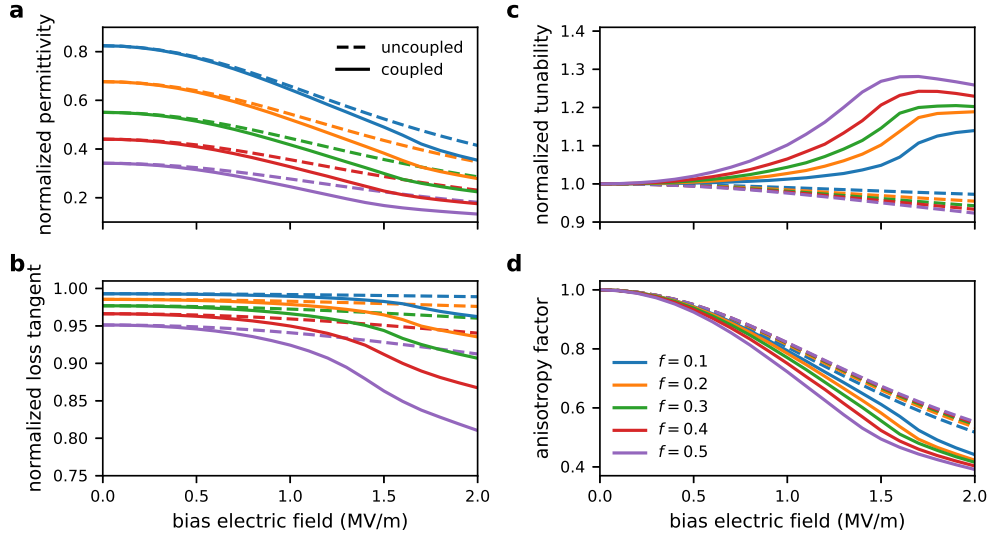 a
normalized permittivity
0.8
0.6
0.4
0.2
uncoupled
coupled
b
normalized loss tangent
1.00
0.95
0.90
0.85
0.80
0.75
0.0
0.5
1.0
1.5
2.0
bias electric field (MV/m)
c
normalized tunability
1.4
1.3
1.2
1.1
1.0
0.9
d
anisotropy factor
1.0
0.8
0.6
0.4
f = 0.1
f = 0.2
f = 0.3
f = 0.4
f = 0.5
0.0
0.5
1.0
1.5
2.0
bias electric field (MV/m)